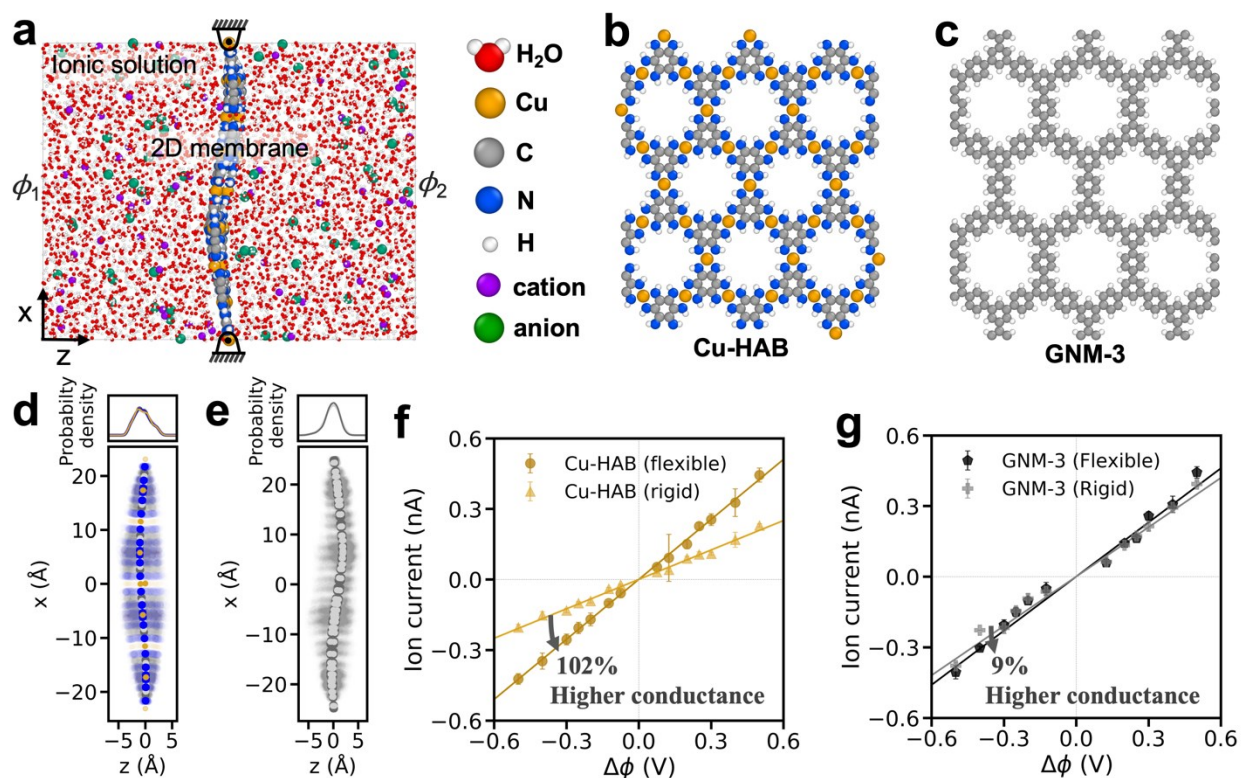 a
Ionic solution
2D membrane
ϕ1
ϕ2
x
z
H2O
Cu
C
N
H
cation
anion
b
Cu-HAB
c
GNM-3
d
Probabilty
density
20
10
0
−10
−20
x (Å)
−5 0 5
z (Å)
e
Probability
density
20
10
0
−10
−20
x (Å)
−5 0 5
z (Å)
f
Ion current (nA)
0.6
0.3
0.0
−0.3
−0.6
Cu-HAB (flexible)
Cu-HAB (rigid)
102%
Higher conductance
−0.6 −0.3 0.0 0.3 0.6
Δϕ (V)
g
Ion current (nA)
0.6
0.3
0.0
−0.3
−0.6
GNM-3 (Flexible)
GNM-3 (Rigid)
9%
Higher conductance
−0.6 −0.3 0.0 0.3 0.6
Δϕ (V)